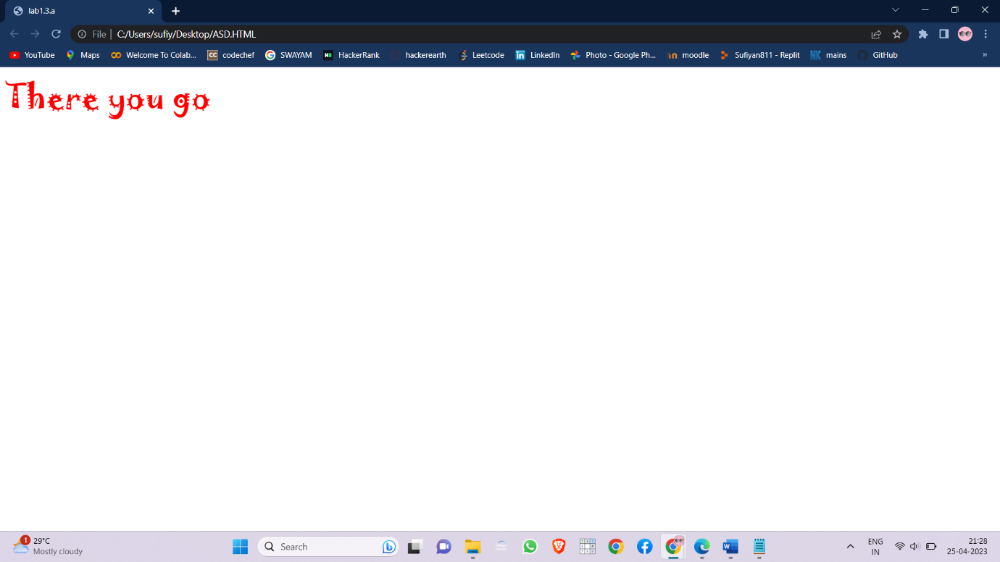 lab1.3.a
File
C:/Users/sufiy/Desktop/ASD.HTML
YouTube
Maps
Welcome To Colab...
codechef
SWAYAM
HackerRank
hackerearth
Leetcode
LinkedIn
Photo - Google Ph...
moodle
Sufiyan811 - Replit
mains
GitHub
There you go
1
29°C
Mostly cloudy
Search
ENG
IN
21:28
25-04-2023